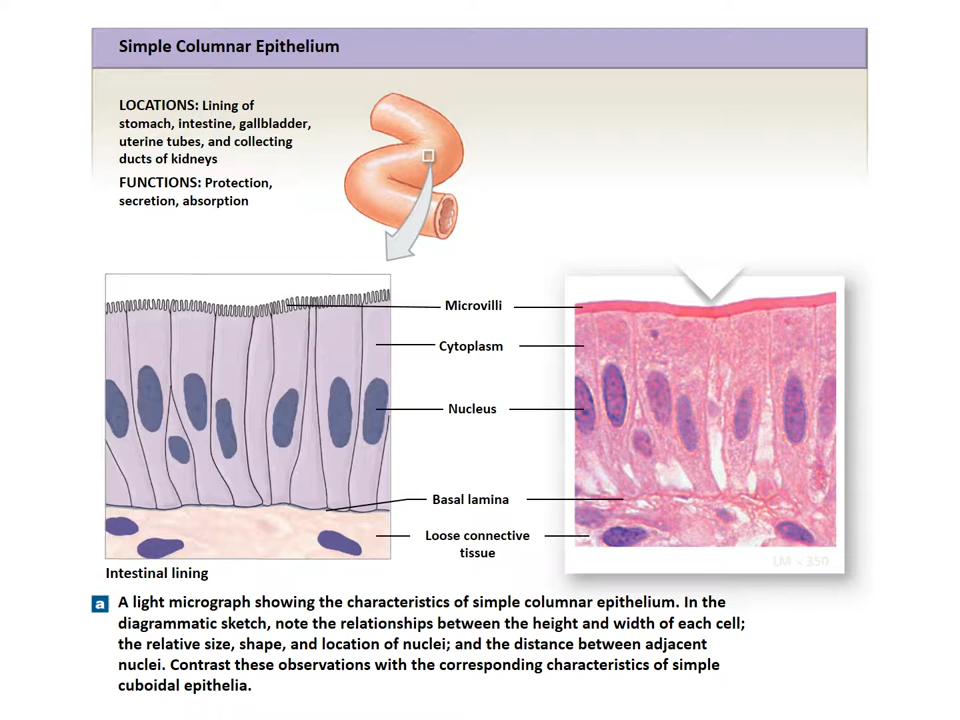 Simple Columnar Epithelium
LOCATIONS: Lining of
stomach, intestine, gallbladder,
uterine tubes, and collecting
ducts of kidneys
FUNCTIONS: Protection,
secretion, absorption
Microvilli
Cytoplasm
Nucleus
Basal lamina
Loose connective
tissue
LM × 350
Intestinal lining
a A light micrograph showing the characteristics of simple columnar epithelium. In the
diagrammatic sketch, note the relationships between the height and width of each cell;
the relative size, shape, and location of nuclei; and the distance between adjacent
nuclei. Contrast these observations with the corresponding characteristics of simple
cuboidal epithelia.